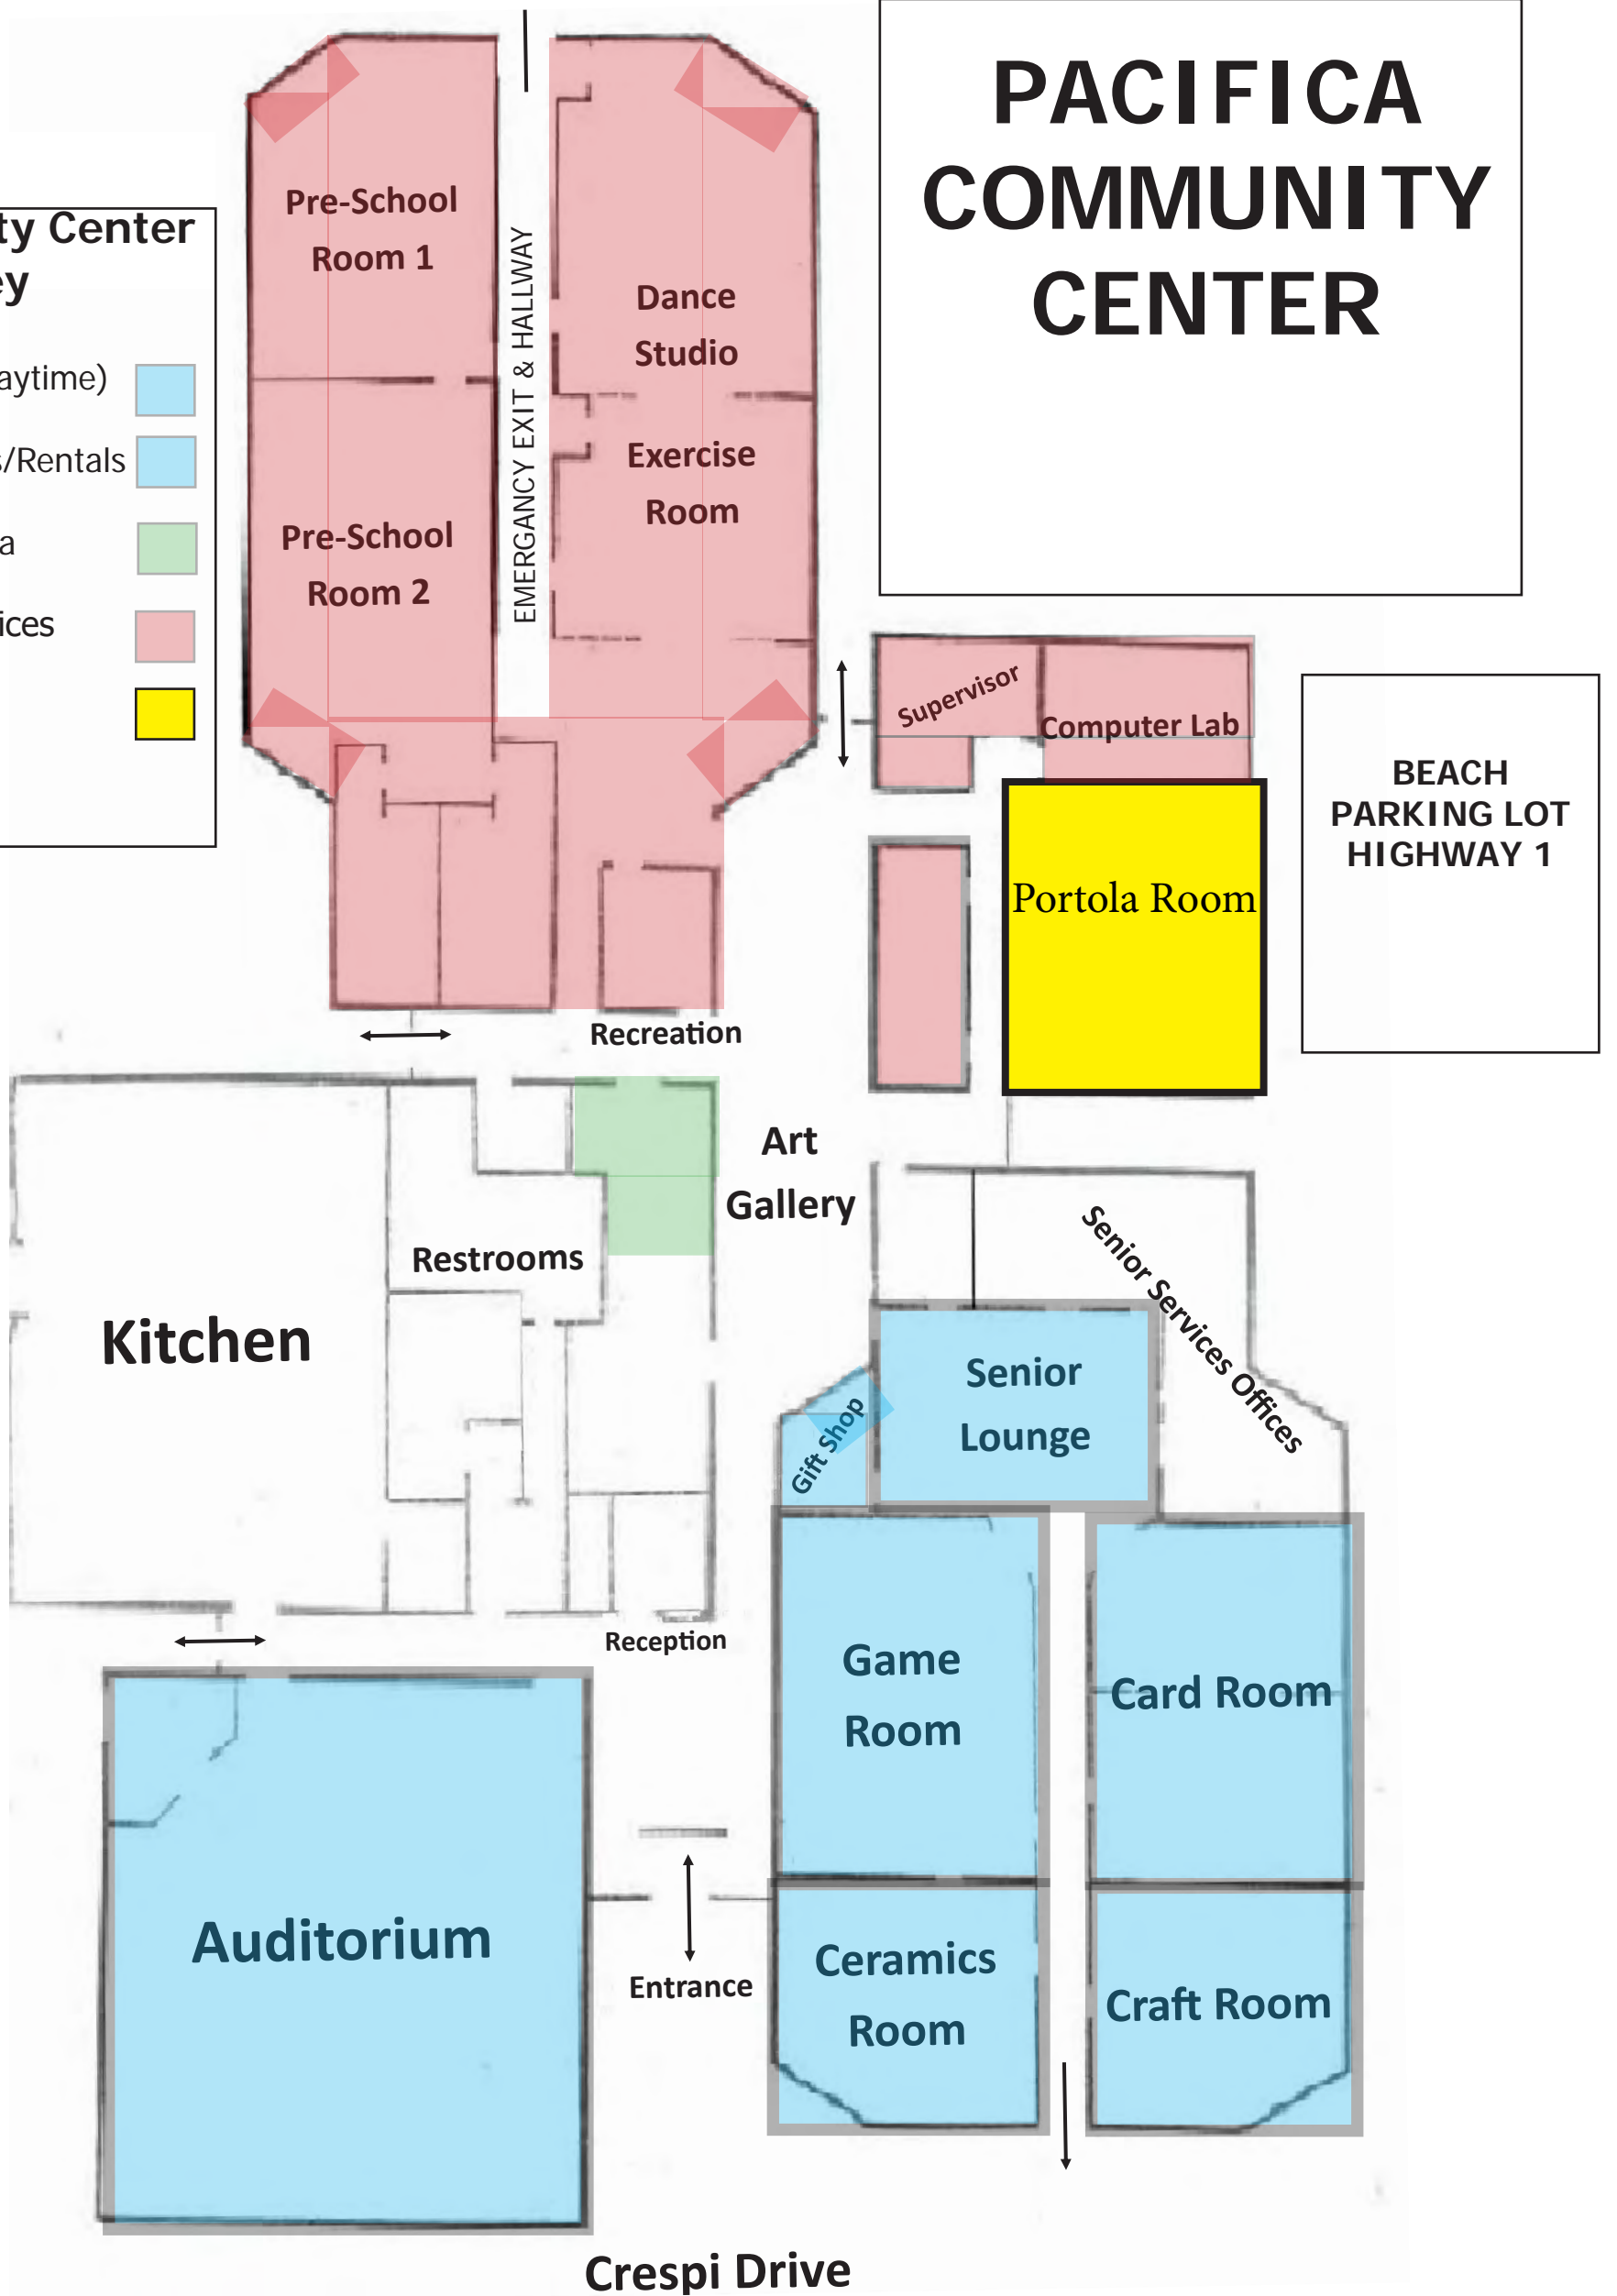 PACIFICA
COMMUNITY
CENTER
ty Center
ey
aytime)
s/Rentals
a
ices
Pre-School
Room 1
EMERGANCY EXIT & HALLWAY
Dance
Studio
Exercise
Room
Pre-School
Room 2
Supervisor
Computer Lab
BEACH
PARKING LOT
HIGHWAY 1
Portola Room
Recreation
Art
Gallery
Restrooms
Kitchen
Senior Services Offices
Senior
Lounge
Gift Shop
Reception
Game
Room
Card Room
Auditorium
Entrance
Ceramics
Room
Craft Room
Crespi Drive